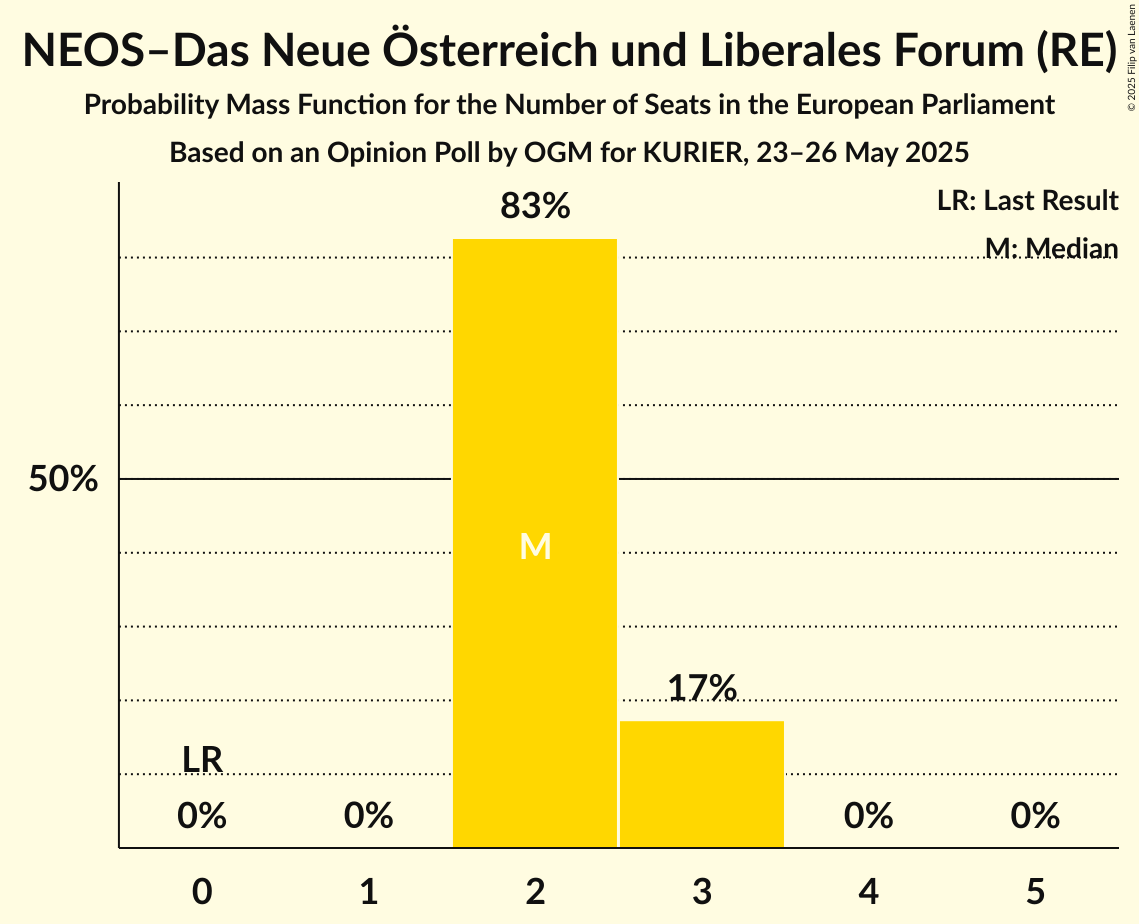 NEOS–Das Neue Österreich und Liberales Forum (RE)
Probability Mass Function for the Number of Seats in the European Parliament
Based on an Opinion Poll by OGM for KURIER, 23–26 May 2025
© 2025 Filip van Laenen
LR: Last Result
M: Median
83%
50%
M
17%
LR
0% 0% 0% 0%
0 1 2 3 4 5